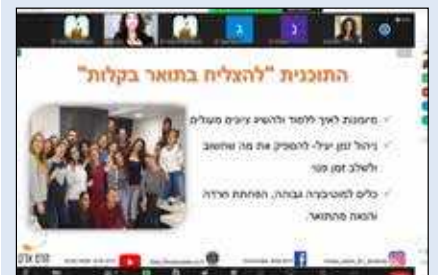 ג
נ
התוכנית "להצליח בתואר בקלות"
מיומנות לאיך ללמוד ולהשיג ציונים מעולים
ניהול זמן יעיל- להספיק את מה שחשוב
ולשלב זמן פנוי
כלים למוטיבציה גבוהה, הפחתת חרדה
והנאה מהתואר.